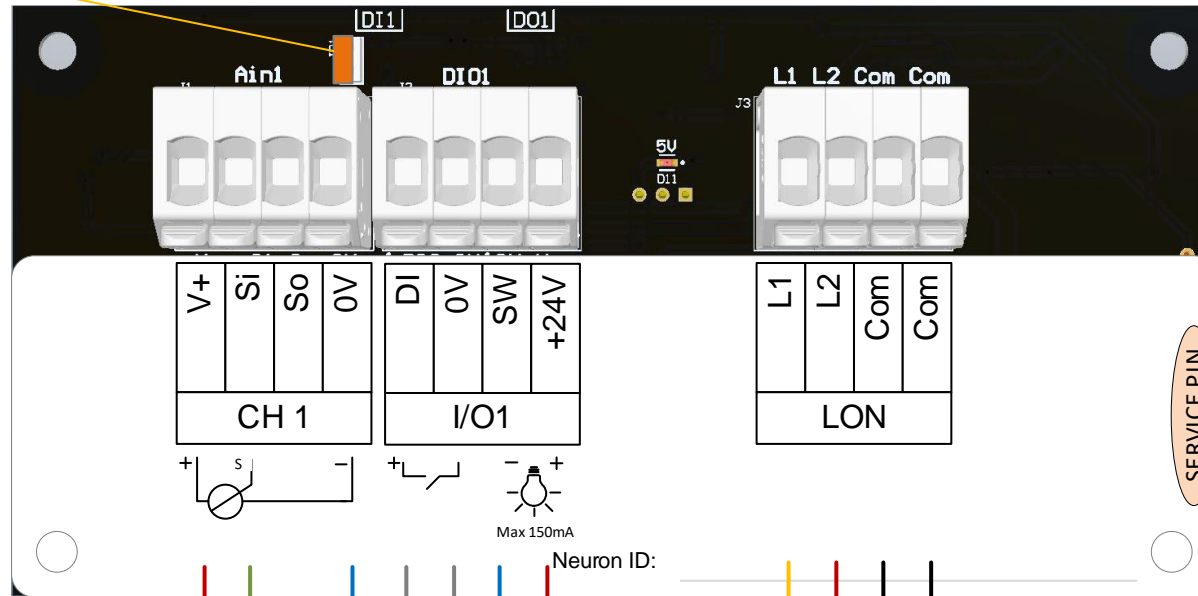 DI1 DO1
Ain1 DIO1 L1 L2 Com Com
J3
5V
D11
V+ Si So 0V DI 0V SW +24V L1 L2 Com Com
CH 1 I/O1 LON
SERVICE PIN
+ S − + − +
Max 150mA
Neuron ID: